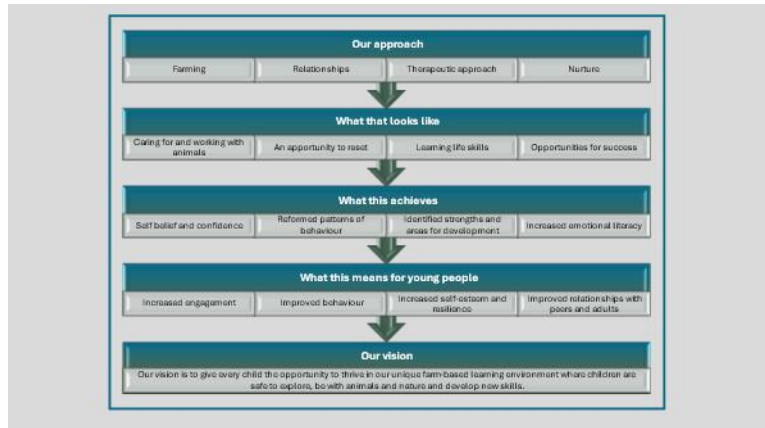 Our approach
Farming
Relationships
Therapeutic approach
Nurture
What that looks like
Caring for and working with
animals
An opportunity to reset
Learning life skills
Opportunities for success
What this achieves
Self belief and confidence
Reformed patterns of
behaviour
Identified strengths and
areas for development
Increased emotional literacy
What this means for young people
Increased engagement
Improved behaviour
Increased self-esteem and
resilience
Improved relationships with
peers and adults
Our vision
Our vision is to give every child the opportunity to thrive in our unique farm-based learning environment where children are
safe to explore, be with animals and nature and develop new skills.